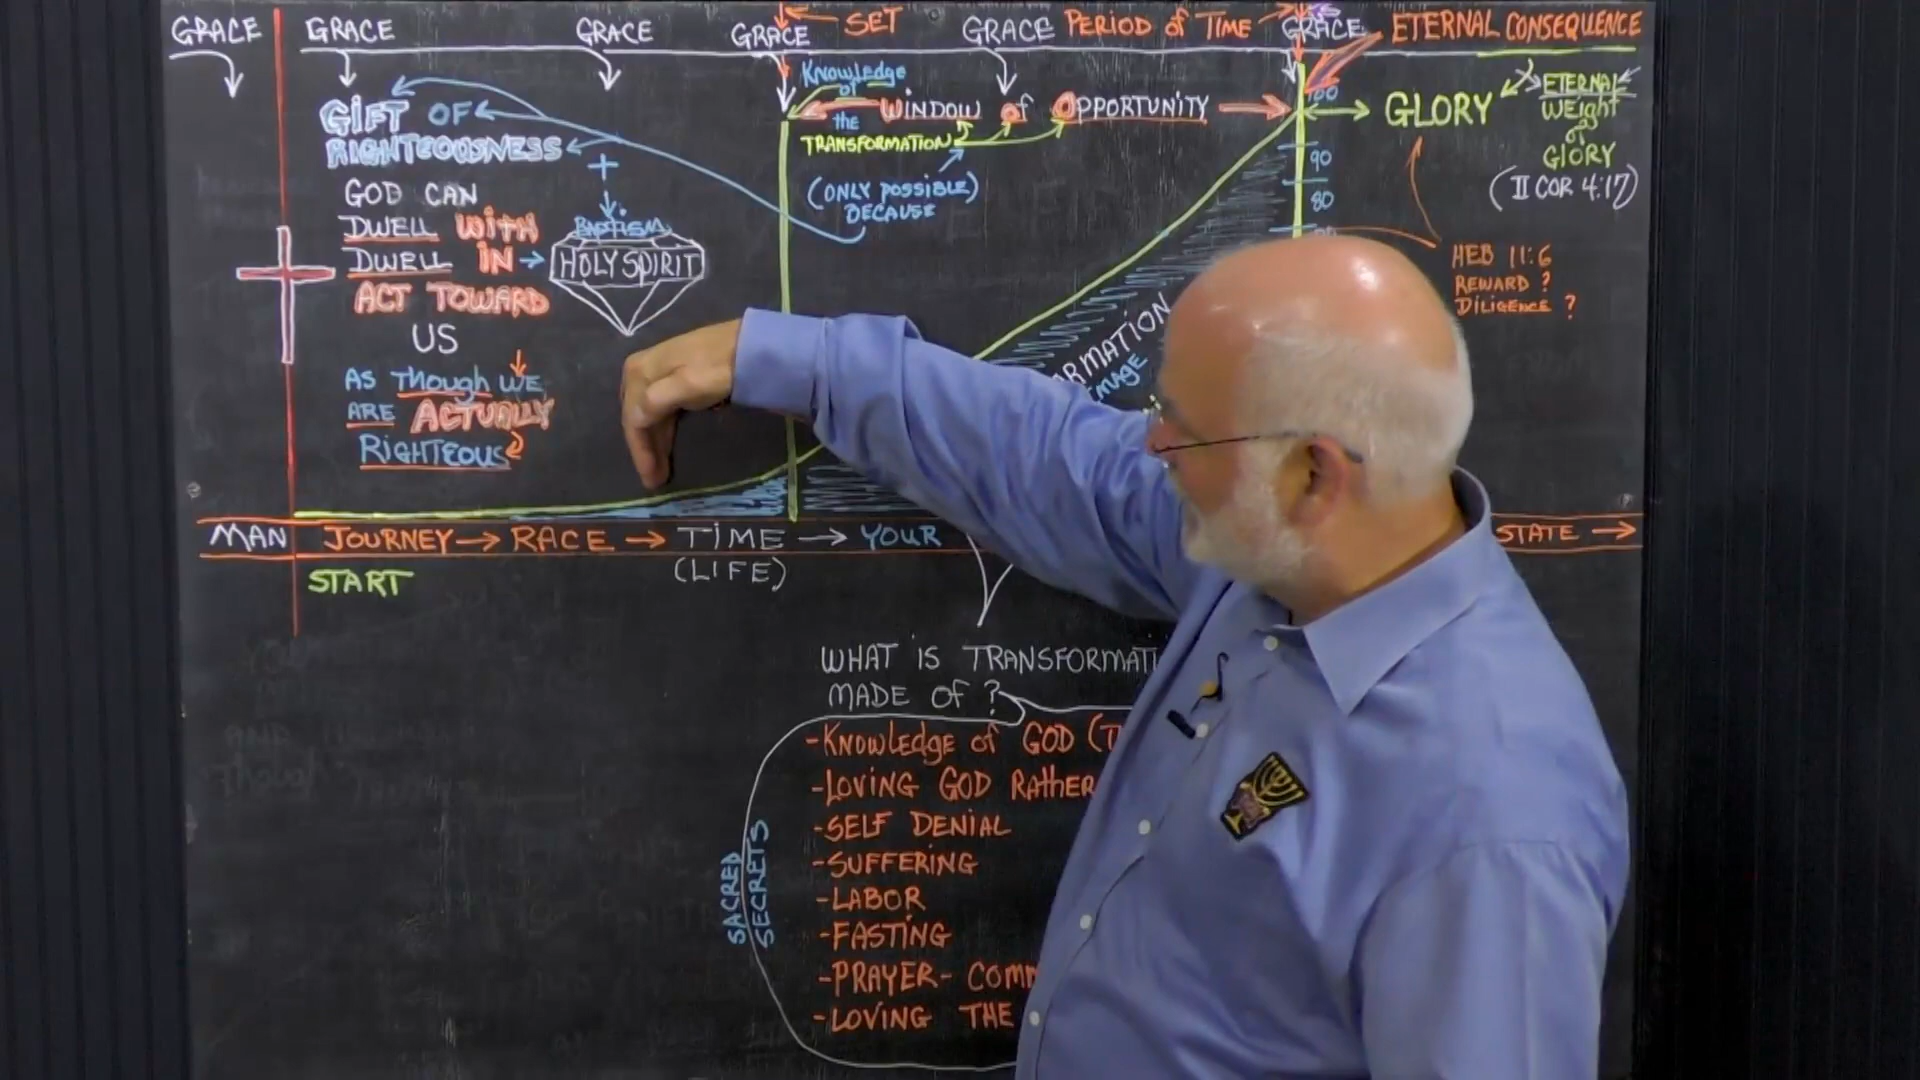 GRACE GRACE GRACE GRACE SET GRACE PERIOD of TIME GRACE ETERNAL CONSEQUENCE
Knowledge
of
the
TRANSFORMATION
WINDOW of OPPORTUNITY
(ONLY POSSIBLE)
BECAUSE
GIFT OF
RIGHTEOUSNESS
+
GOD CAN
DWELL WITH
DWELL IN
ACT TOWARD
US
AS THOUGH WE
ARE ACTUALLY
RIGHTEOUS
BAPTISM
HOLY SPIRIT
100
90
80
GLORY
ETERNAL
WEIGHT
of
GLORY
(II COR 4:17)
HEB 11:6
REWARD ?
DILIGENCE ?
RMATION
IMAGE
MAN JOURNEY RACE TIME YOUR STATE
(LIFE)
START
WHAT IS TRANSFORMATI
MADE OF ?
SACRED
SECRETS
-Knowledge of GOD (T
-LOVING GOD RATHER
-SELF DENIAL
-SUFFERING
-LABOR
-FASTING
-PRAYER- COM
-LOVING THE